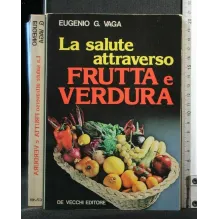 EUGENIO G. VAGA
La salute
attraverso
FRUTTA e
VERDURA
DE VECCHI EDITORE